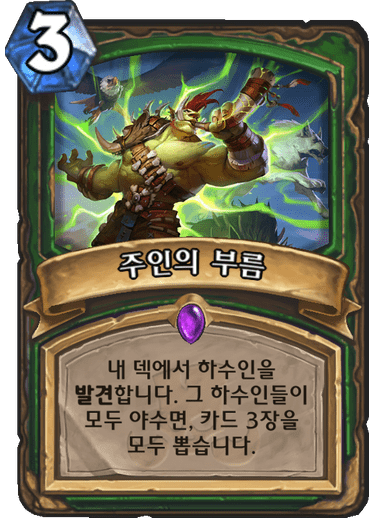 3
주인의 부름
내 덱에서 하수인을
발견합니다. 그 하수인들이
모두 야수면, 카드 3장을
모두 뽑습니다.